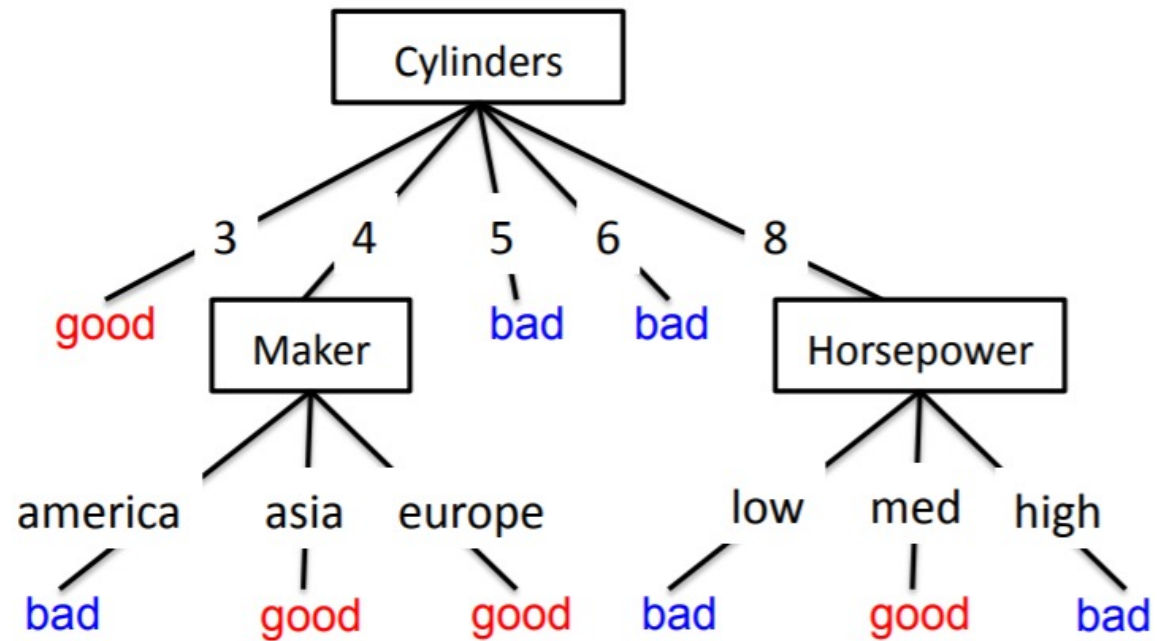 Cylinders
3 4 5 6 8
good Maker bad bad Horsepower
america asia europe low med high
bad good good bad good bad